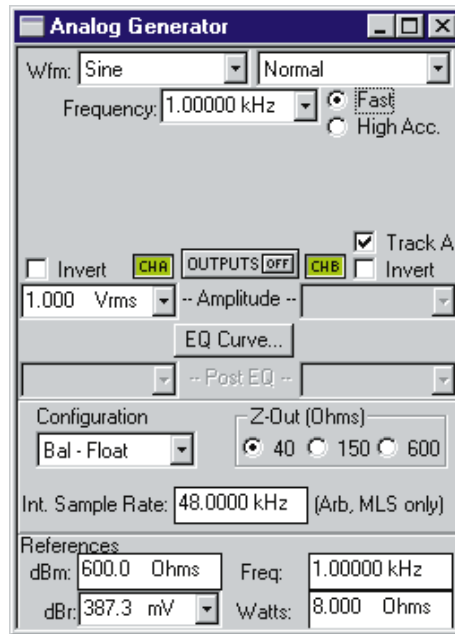 Analog Generator
Wfm: Sine Normal
Frequency: 1.00000 kHz Fast
High Acc.
Track A
Invert CHA OUTPUTS OFF CHB Invert
1.000 Vrms -- Amplitude --
EQ Curve...
-- Post EQ --
Configuration Z-Out (Ohms)
Bal - Float 40 150 600
Int. Sample Rate: 48.0000 kHz (Arb, MLS only)
References
dBm: 600.0 Ohms Freq: 1.00000 kHz
dBr: 387.3 mV Watts: 8.000 Ohms